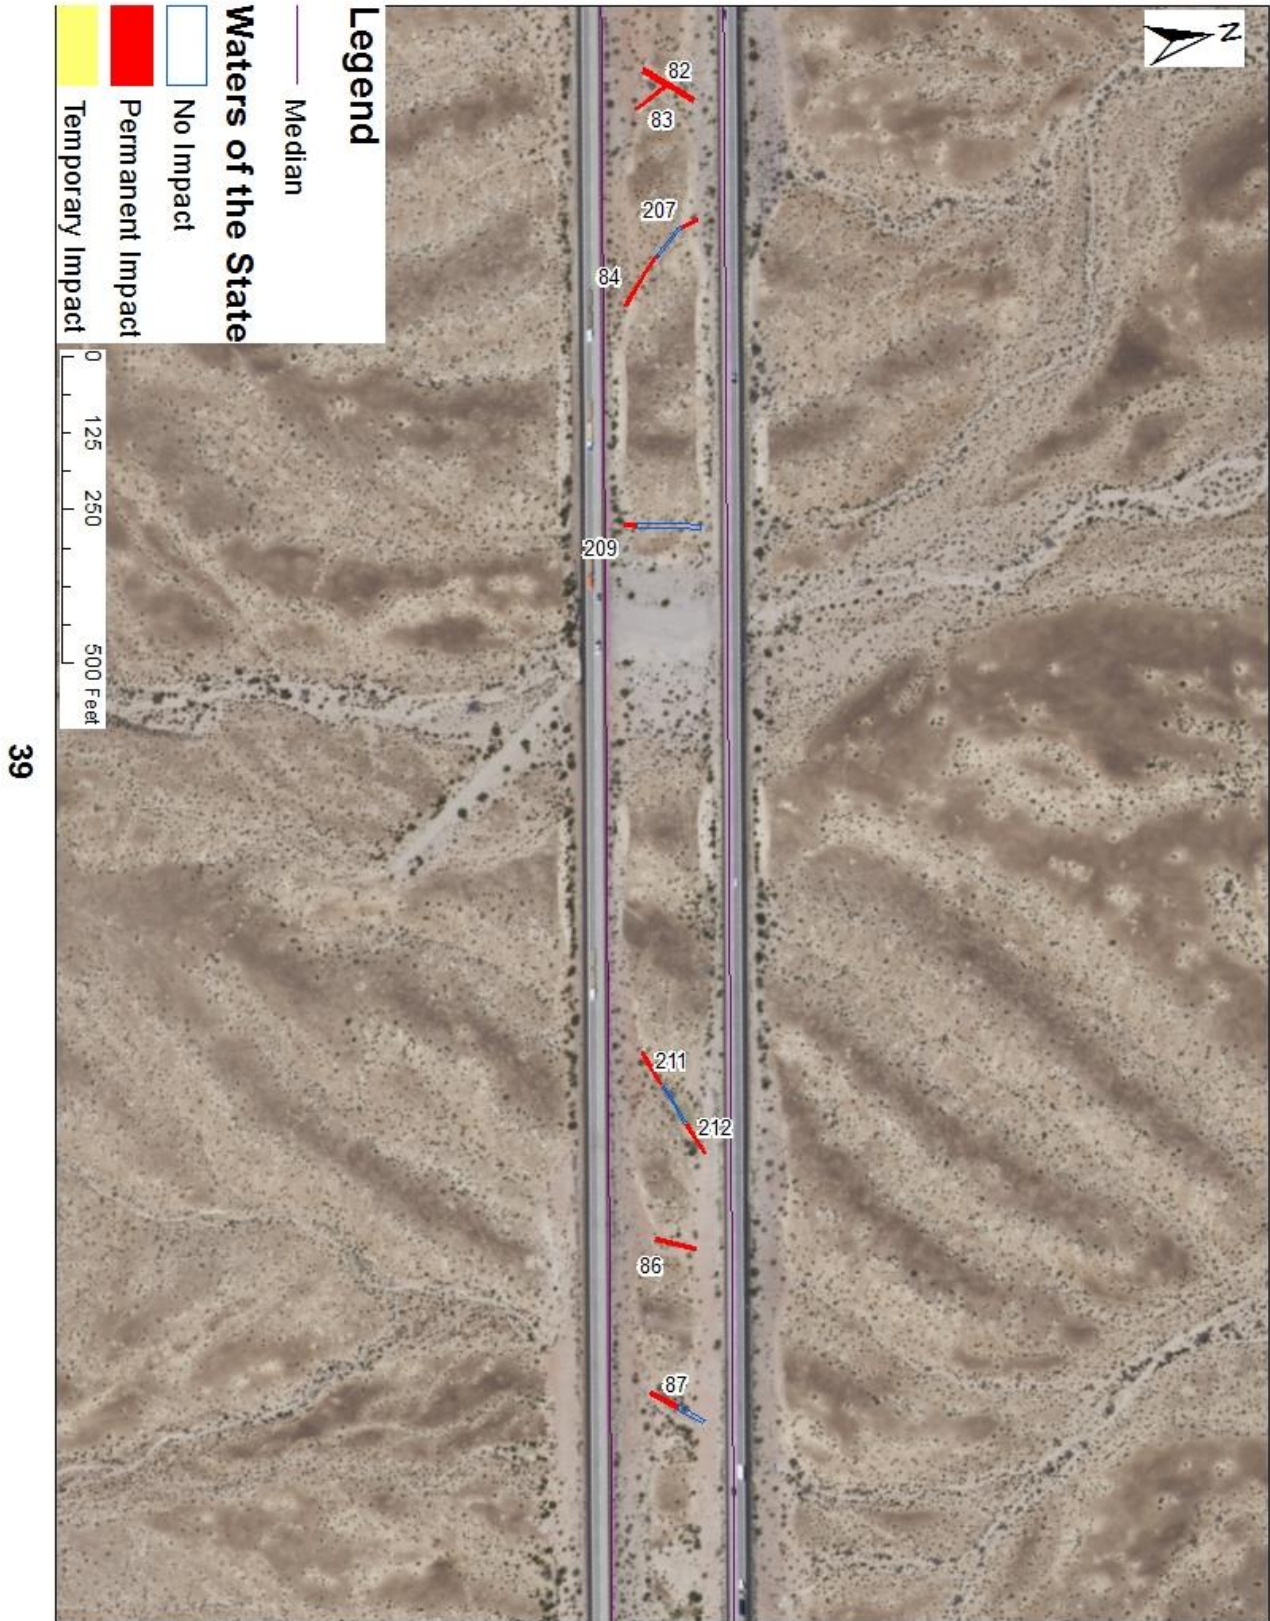 N
82
83
207
84
209
211
212
86
87
Legend
Median
Waters of the State
No Impact
Permanent Impact
Temporary Impact
0 125 250 500 Feet
39